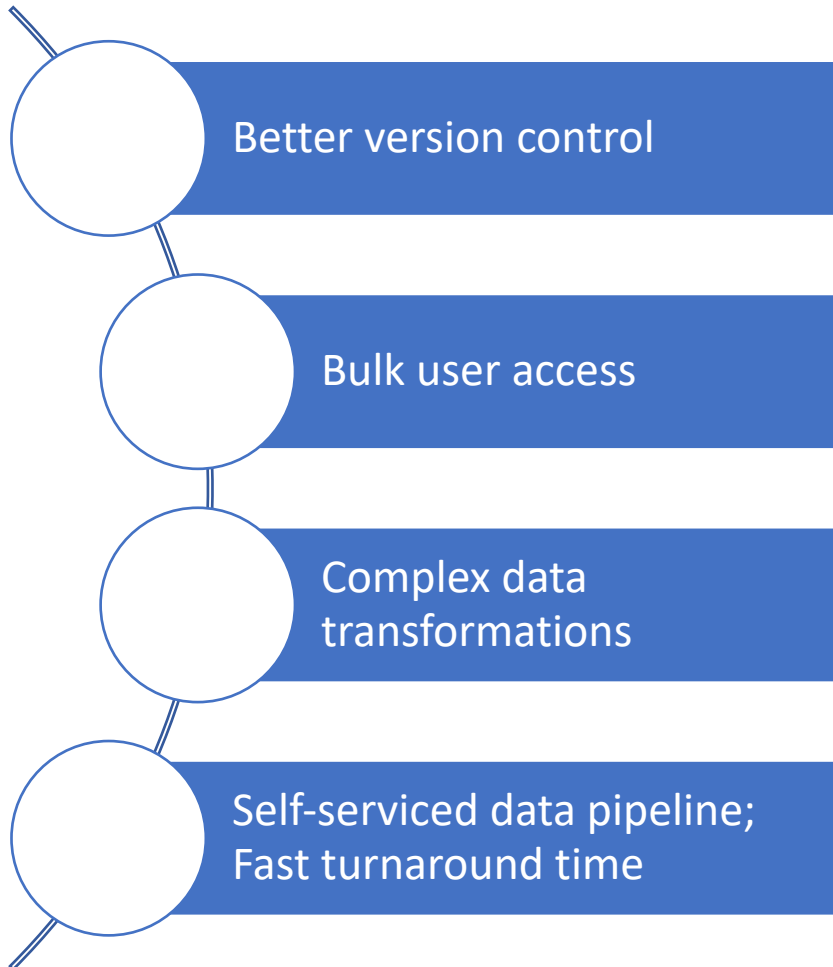 Better version control
Bulk user access
Complex data
transformations
Self-serviced data pipeline;
Fast turnaround time